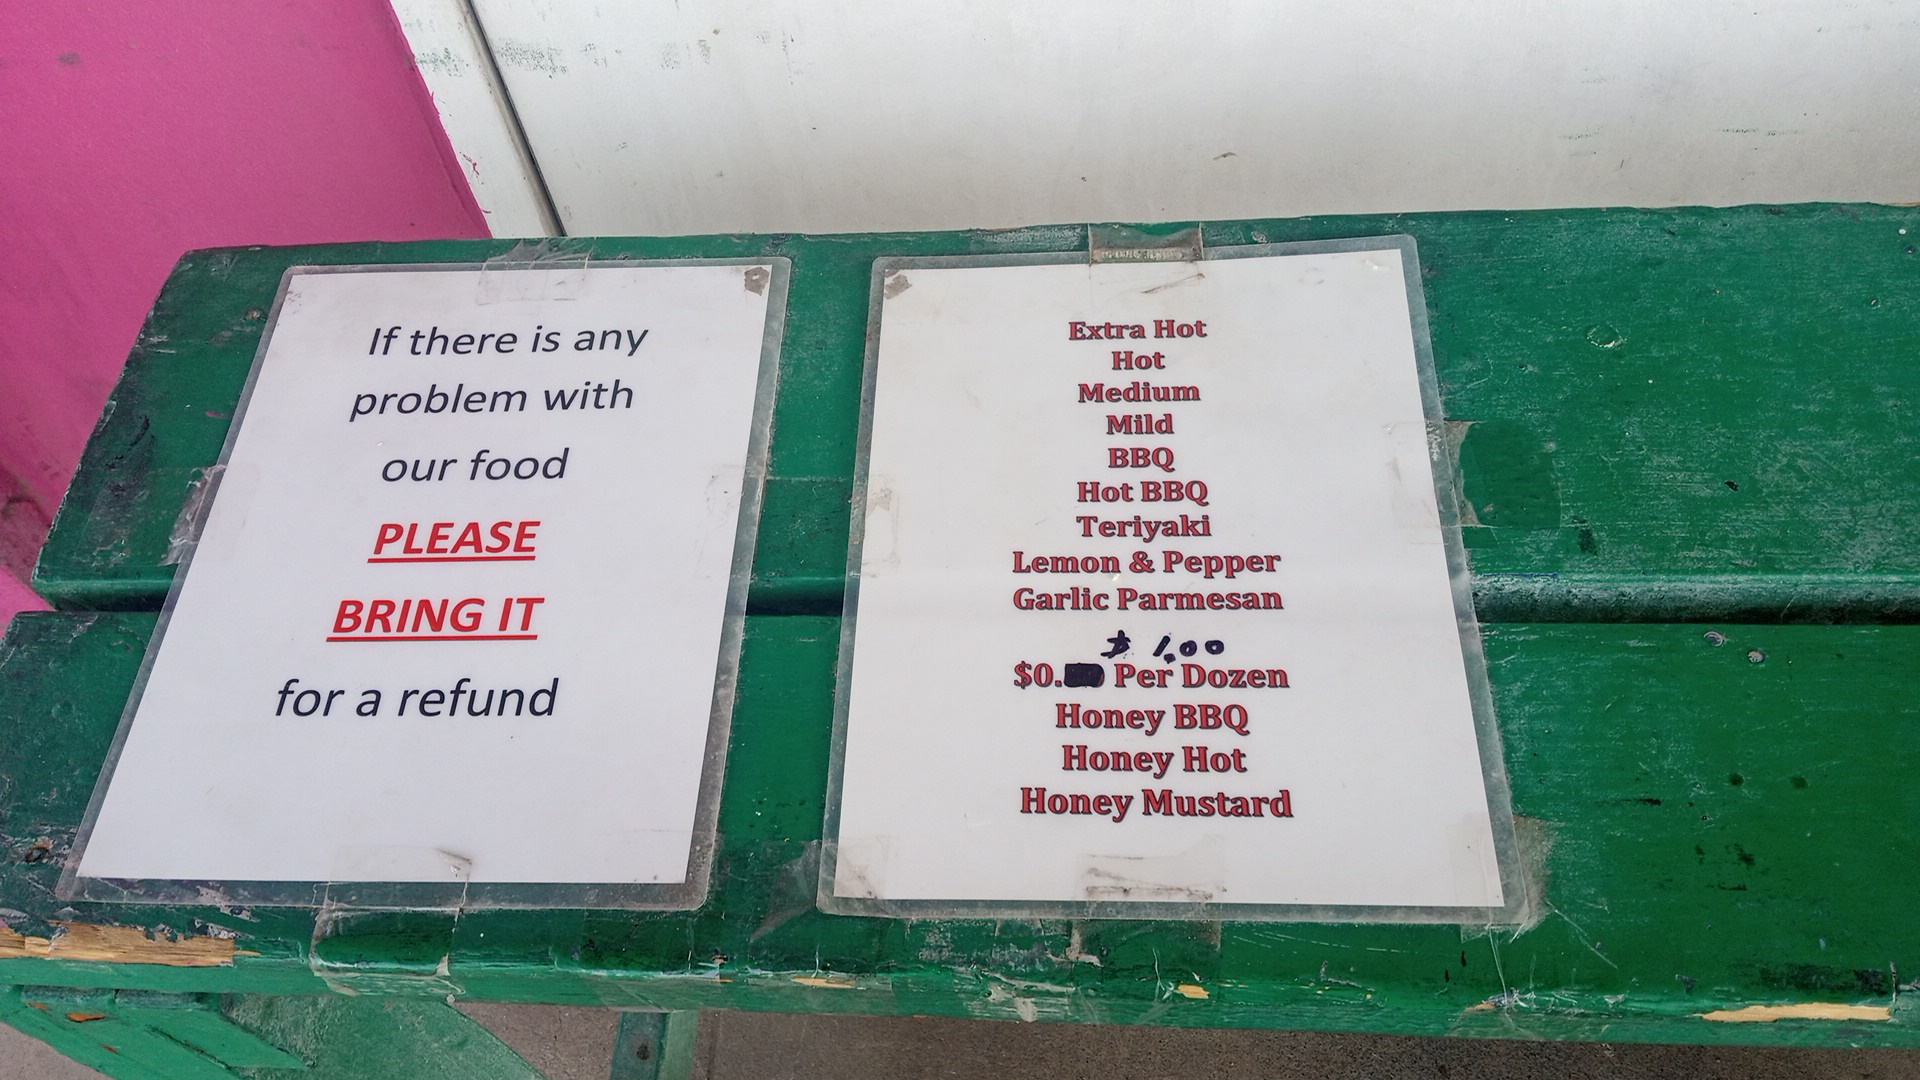 If there is any
problem with
our food
PLEASE
BRING IT
for a refund
Extra Hot
Hot
Medium
Mild
BBQ
Hot BBQ
Teriyaki
Lemon & Pepper
Garlic Parmesan
$ 1.00
$0. Per Dozen
Honey BBQ
Honey Hot
Honey Mustard